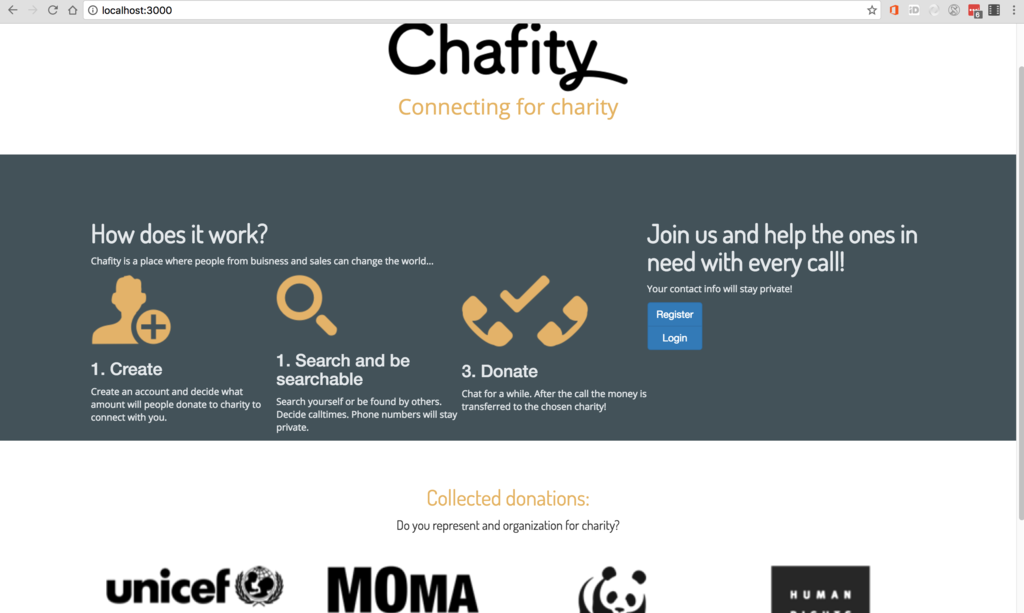 localhost:3000
iD
6
Chafity
Connecting for charity
How does it work?
Chafity is a place where people from buisness and sales can change the world...
1. Create
Create an account and decide what
amount will people donate to charity to
connect with you.
1. Search and be
searchable
Search yourself or be found by others.
Decide calltimes. Phone numbers will stay
private.
3. Donate
Chat for a while. After the call the money is
transferred to the chosen charity!
Join us and help the ones in
need with every call!
Your contact info will stay private!
Register
Login
Collected donations:
Do you represent and organization for charity?
unicef
MOMA
HUMAN
RIGHTS